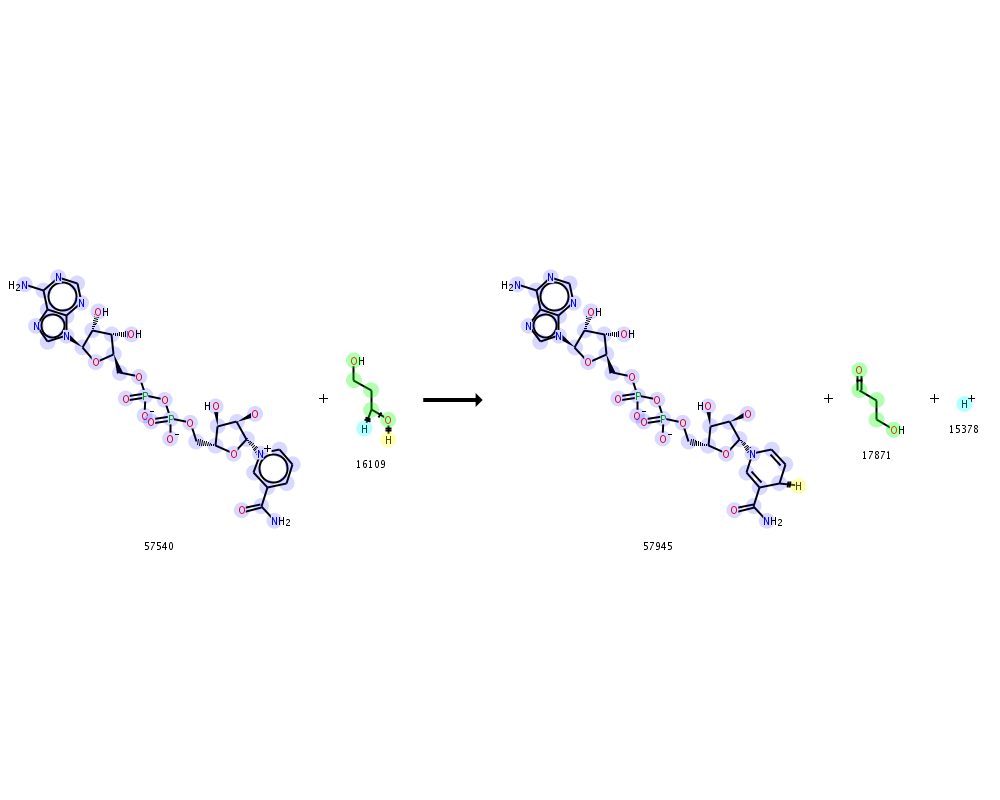 H2N N N N N OH OH O O P O O- O O P O O- O HO O O N+ O NH2
57540
+
OH H O H
16109
H2N N N N N OH OH O O P O O- O O P O O- O HO O O N H O NH2
57945
+
O OH
17871
+
H+
15378